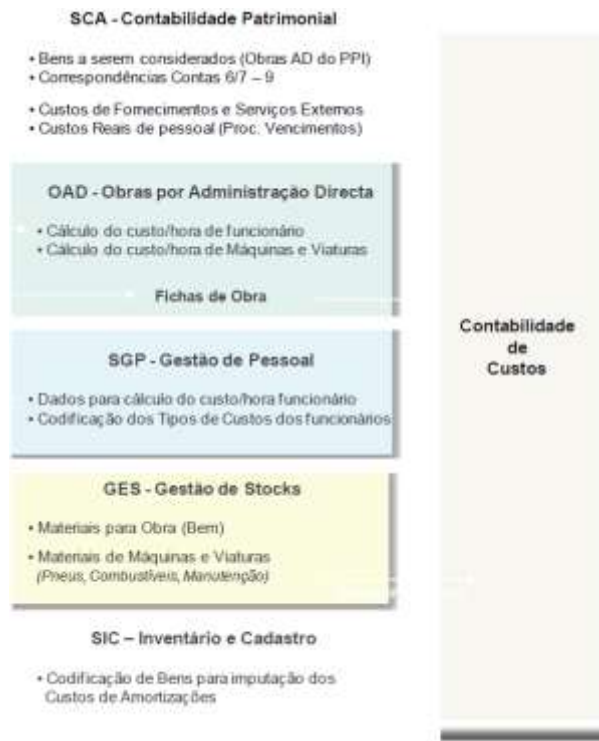 SCA - Contabilidade Patrimonial
• Bens a serem considerados (Obras AD do PPI)
• Correspondências Contas 6/7 – 9
• Custos de Fornecimentos e Serviços Externos
• Custos Reais de pessoal (Proc. Vencimentos)
OAD - Obras por Administração Directa
• Cálculo do custo/hora de funcionário
• Cálculo do custo/hora de Máquinas e Viaturas
Fichas de Obra
SGP - Gestão de Pessoal
• Dados para cálculo do custo/hora funcionário
• Codificação dos Tipos de Custos dos funcionários
GES - Gestão de Stocks
• Materiais para Obra (Bem)
• Materiais de Máquinas e Viaturas
(Pneus, Combustíveis, Manutenção)
SIC – Inventário e Cadastro
• Codificação de Bens para imputação dos
Custos de Amortizações
Contabilidade
de
Custos